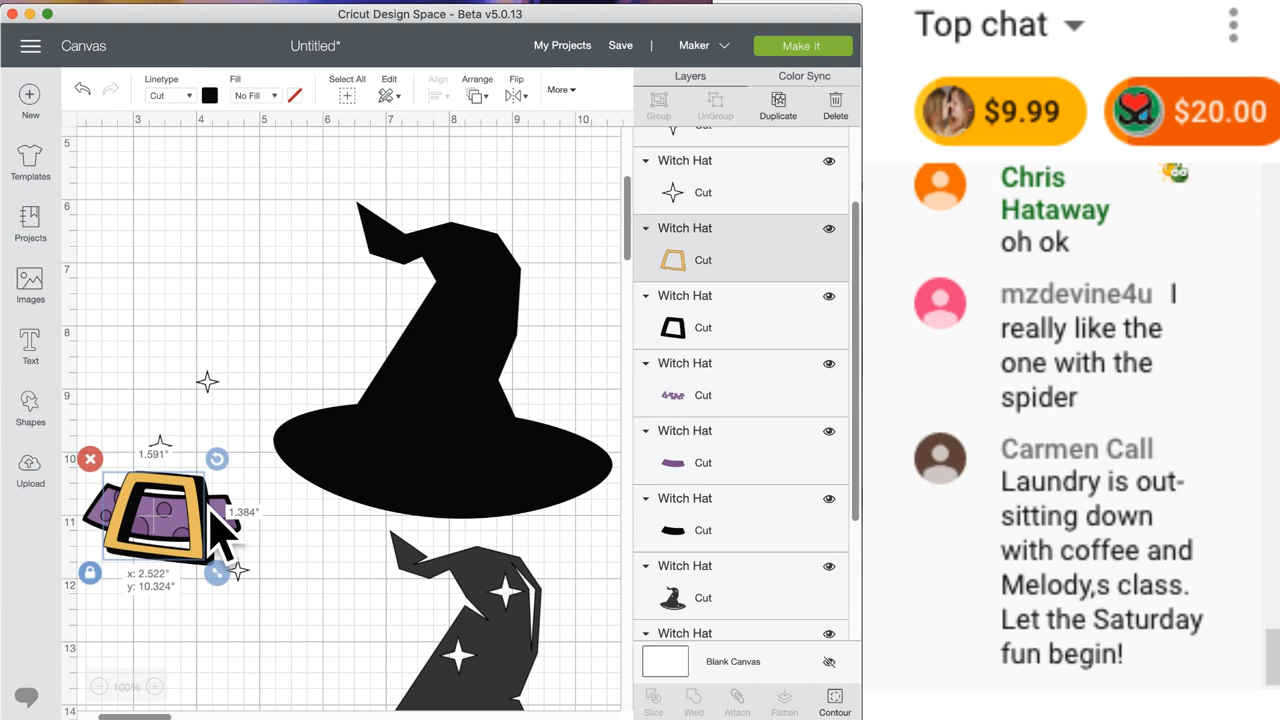 Cricut Design Space - Beta v5.0.13
Canvas
Untitled*
My Projects
Save
|
Maker
Make It
New
Templates
Projects
Images
Text
Shapes
Upload
Linetype
Cut
Fill
No Fill
Select All
Edit
Align
Arrange
Flip
More
3 4 5 6 7 8 9 10
5
6
7
8
9
10
11
12
13
14
1.591"
1.384"
x: 2.522"
y: 10.324"
100%
Layers
Color Sync
Group
UnGroup
Duplicate
Delete
Cut
Witch Hat
Cut
Witch Hat
Cut
Witch Hat
Cut
Witch Hat
Cut
Witch Hat
Cut
Witch Hat
Cut
Witch Hat
Cut
Witch Hat
Blank Canvas
Slice
Weld
Attach
Flatten
Contour
Top chat
$9.99
$20.00
Chris
Hataway
oh ok
mzdevine4u I
really like the
one with the
spider
Carmen Call
Laundry is out-
sitting down
with coffee and
Melody,s class.
Let the Saturday
fun begin!